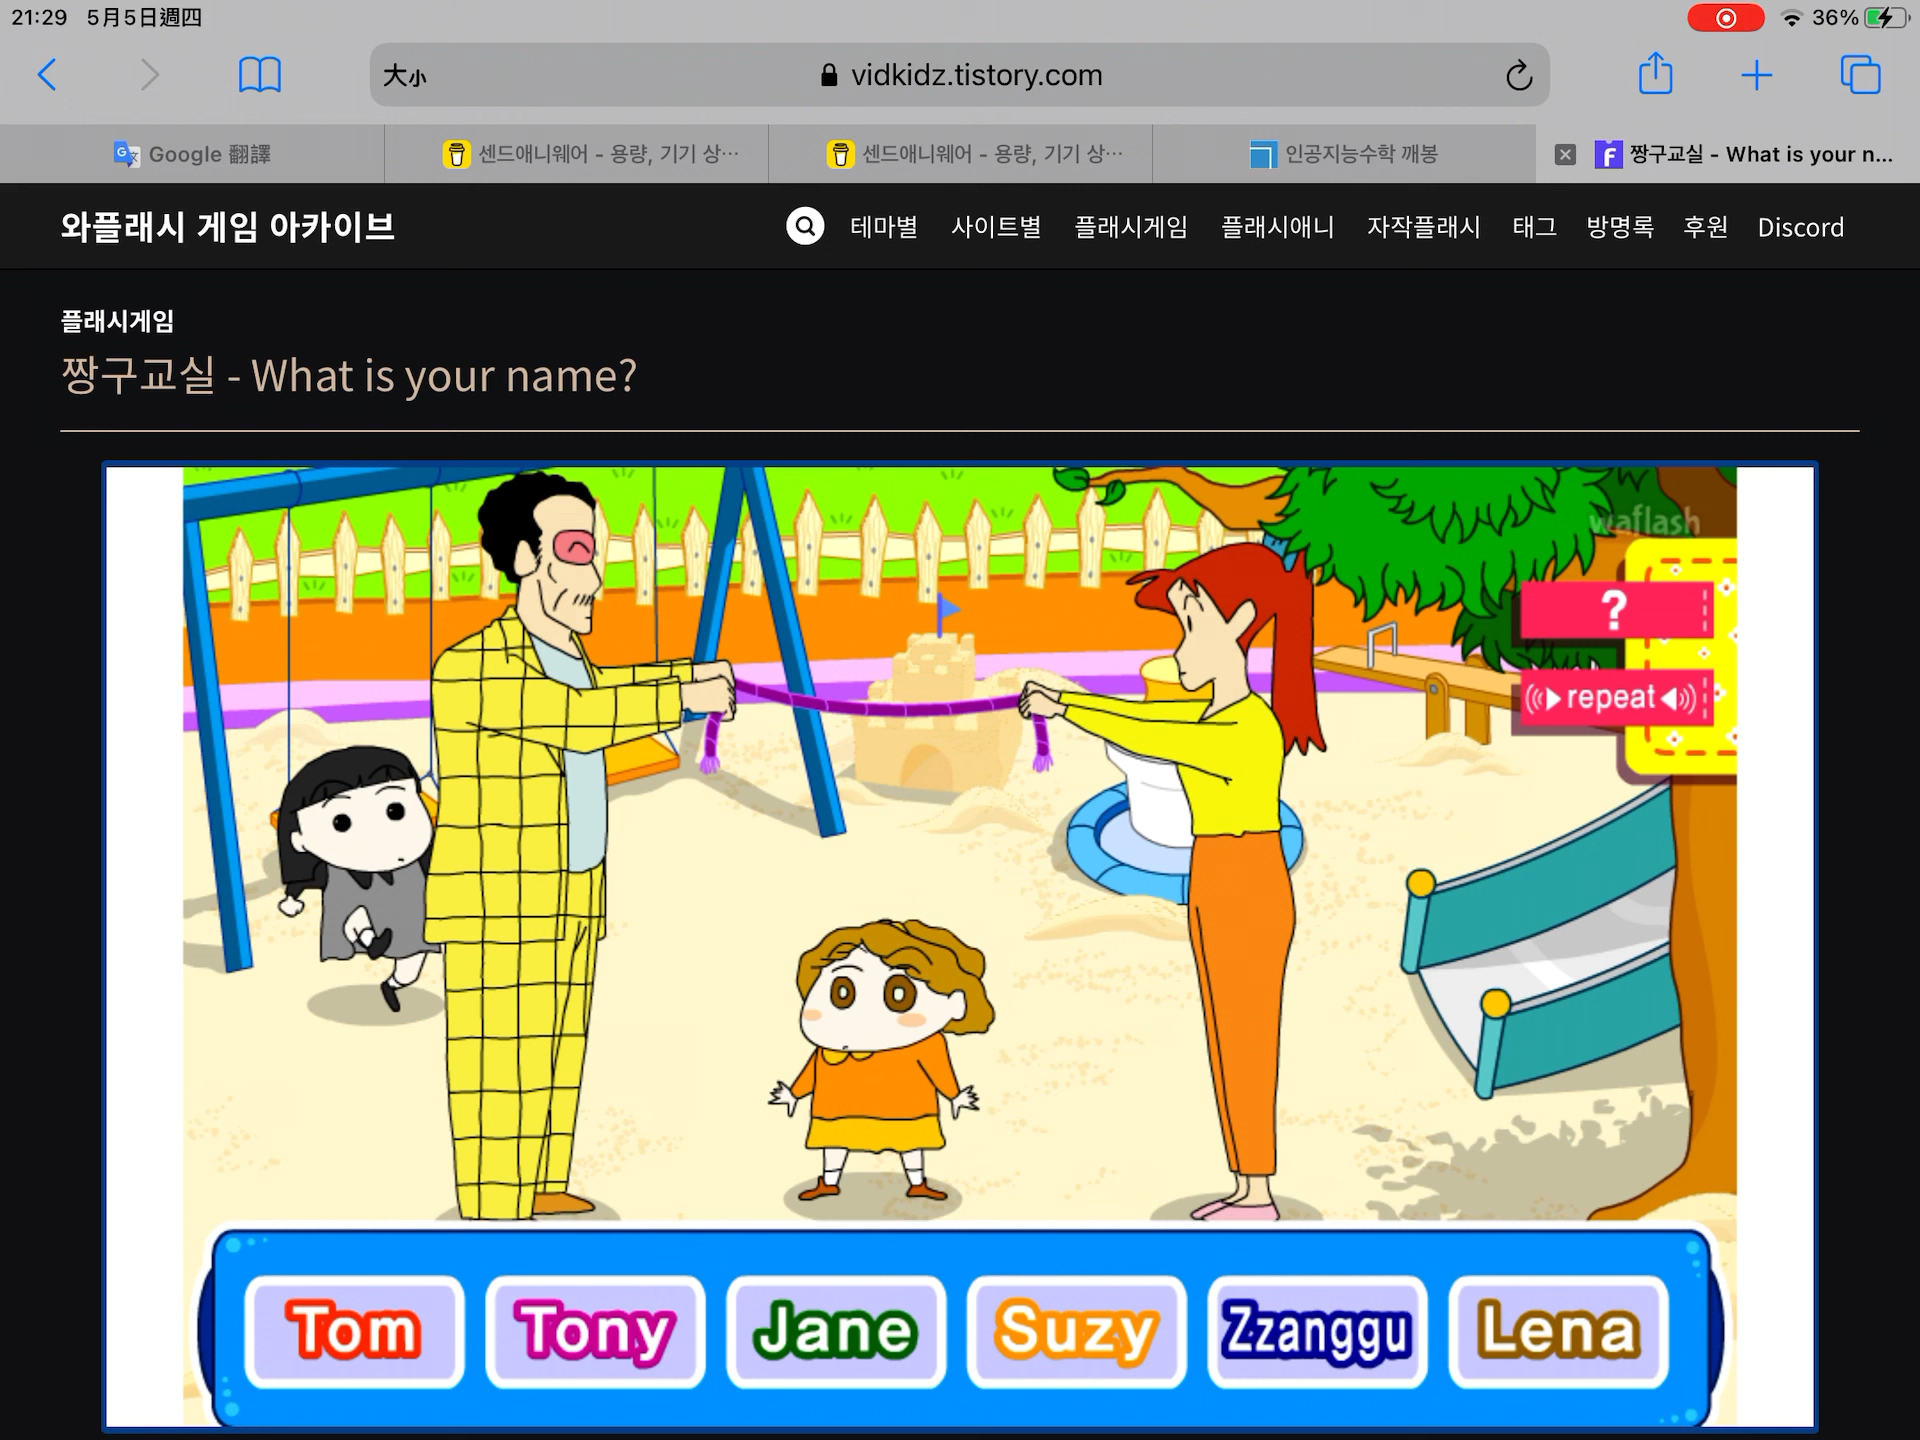 21:29 5月5日週四
36%
大小 vidkidz.tistory.com
Google 翻譯
센드애니웨어 - 용량, 기기 상…
센드애니웨어 - 용량, 기기 상…
인공지능수학 깨봉
짱구교실 - What is your n...
와플래시 게임 아카이브
테마별 사이트별 플래시게임 플래시애니 자작플래시 태그 방명록 후원 Discord
플래시게임
짱구교실 - What is your name?
waflash
?
repeat
Tom Tony Jane Suzy Zzanggu Lena